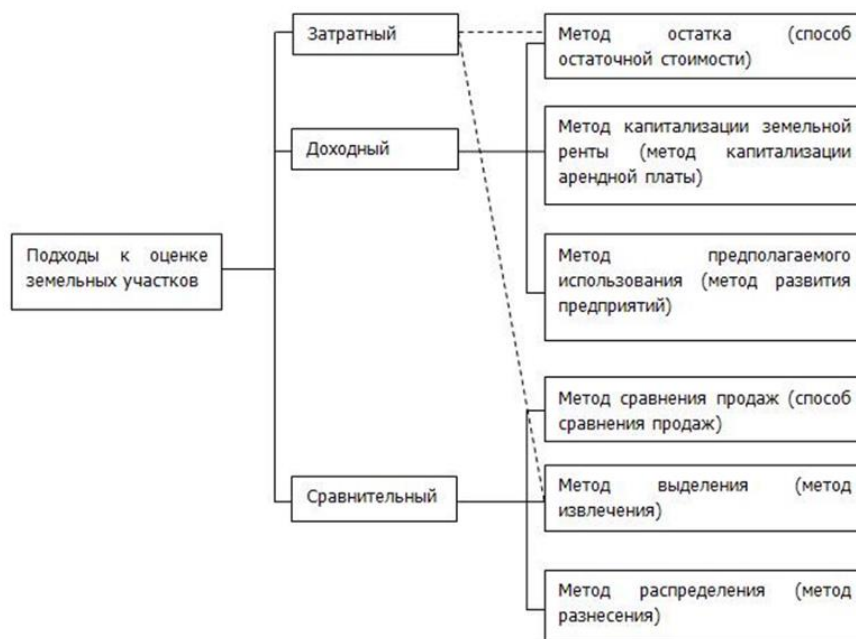 Подходы к оценке
земельных участков
Затратный
Доходный
Сравнительный
Метод остатка (способ
остаточной стоимости)
Метод капитализации земельной
ренты (метод капитализации
арендной платы)
Метод предполагаемого
использования (метод развития
предприятий)
Метод сравнения продаж (способ
сравнения продаж)
Метод выделения (метод
извлечения)
Метод распределения (метод
разнесения)